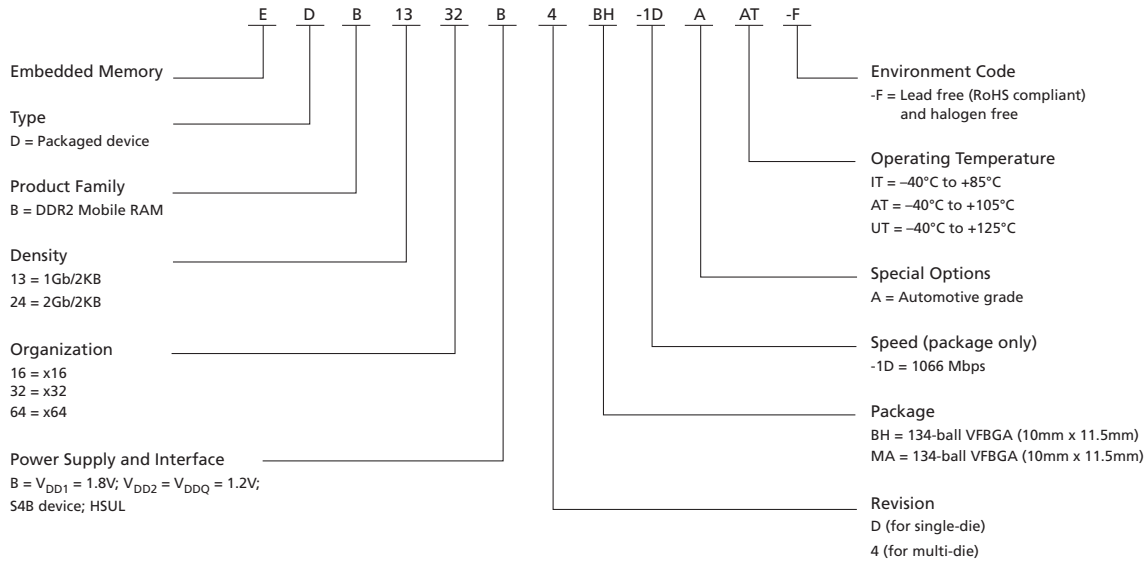 E D B 13 32 B 4 BH -1D A AT -F
Embedded Memory
Type
D = Packaged device
Product Family
B = DDR2 Mobile RAM
Density
13 = 1Gb/2KB
24 = 2Gb/2KB
Organization
16 = x16
32 = x32
64 = x64
Power Supply and Interface
B = VDD1 = 1.8V; VDD2 = VDDQ = 1.2V;
S4B device; HSUL
Environment Code
-F = Lead free (RoHS compliant)
and halogen free
Operating Temperature
IT = –40°C to +85°C
AT = –40°C to +105°C
UT = –40°C to +125°C
Special Options
A = Automotive grade
Speed (package only)
-1D = 1066 Mbps
Package
BH = 134-ball VFBGA (10mm x 11.5mm)
MA = 134-ball VFBGA (10mm x 11.5mm)
Revision
D (for single-die)
4 (for multi-die)